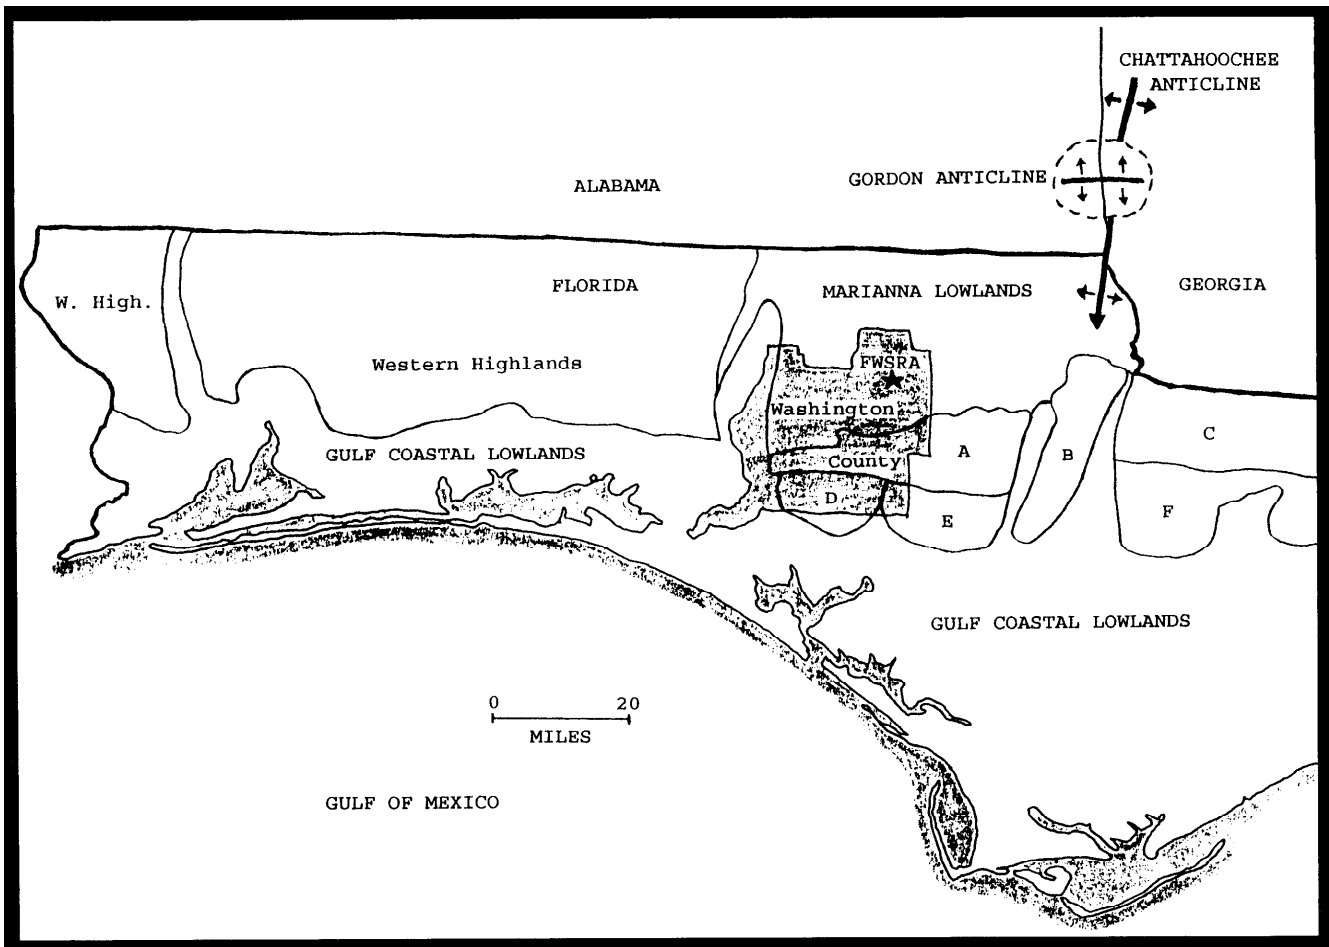 CHATTAHOOCHEE
ANTICLINE
GORDON ANTICLINE
ALABAMA
FLORIDA
MARIANNA LOWLANDS
GEORGIA
W. High.
Western Highlands
FWSRA
Washington
County
A
B
C
D
E
F
GULF COASTAL LOWLANDS
GULF COASTAL LOWLANDS
0 20
MILES
GULF OF MEXICO